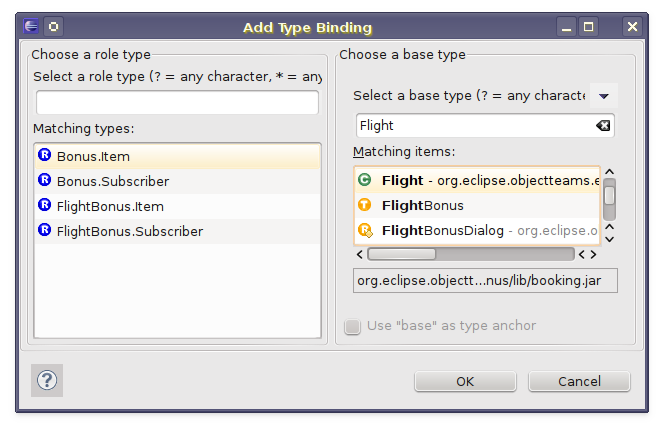 Add Type Binding
Choose a role type
Select a role type (? = any character, * = any
Matching types:
Bonus.Item
Bonus.Subscriber
FlightBonus.Item
FlightBonus.Subscriber
Choose a base type
Select a base type (? = any characte
Flight
Matching items:
Flight - org.eclipse.objectteams.e
FlightBonus
FlightBonusDialog - org.eclipse.o
org.eclipse.objectt...nus/lib/booking.jar
Use "base" as type anchor
OK
Cancel